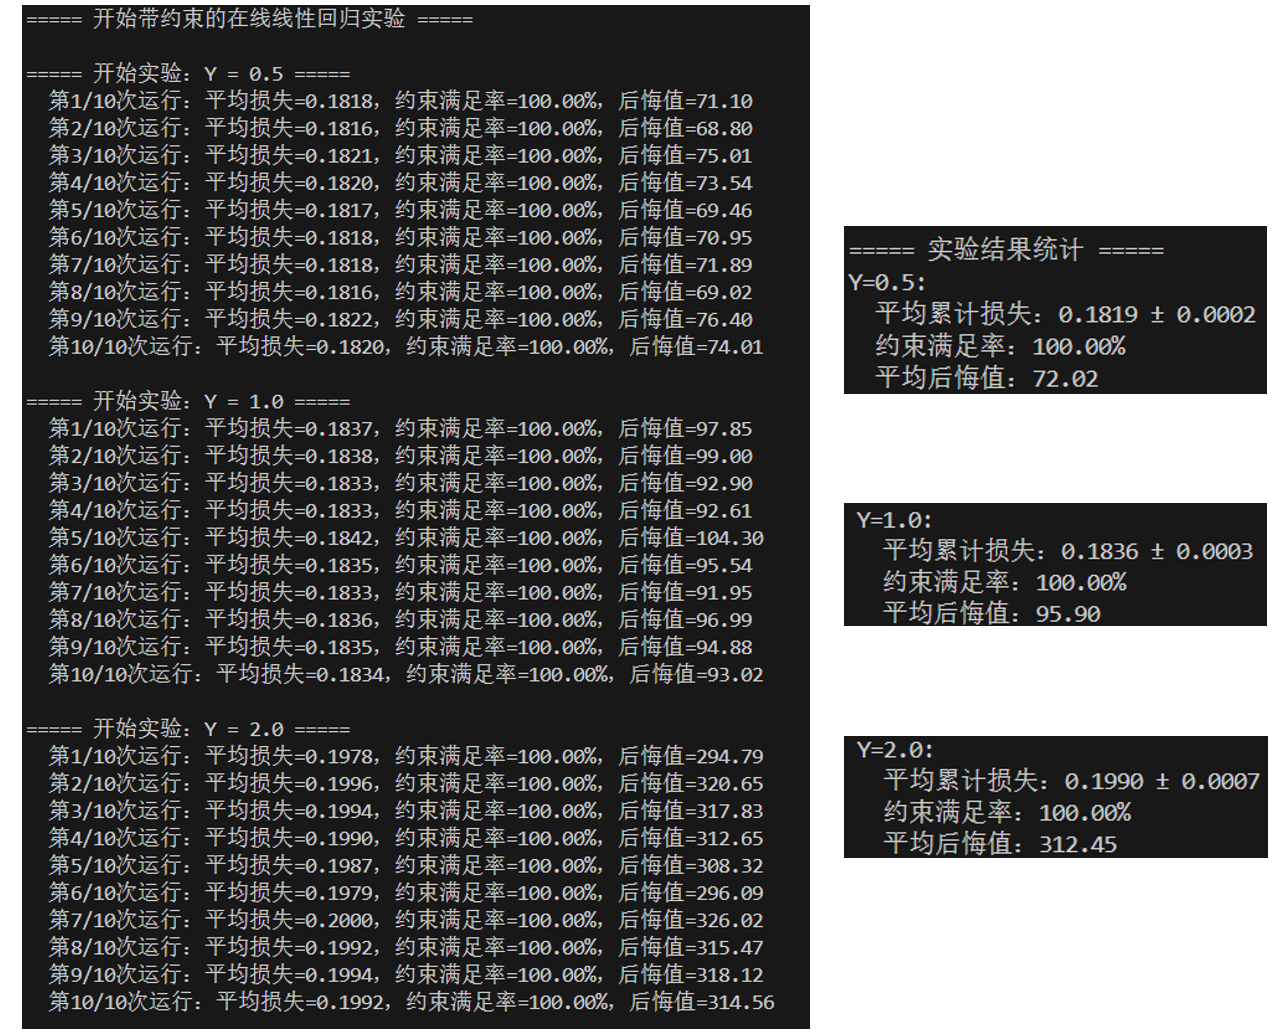 ===== 开始带约束的在线线性回归实验 =====
===== 开始实验：Y = 0.5 =====
第1/10次运行：平均损失=0.1818，约束满足率=100.00%，后悔值=71.10
第2/10次运行：平均损失=0.1816，约束满足率=100.00%，后悔值=68.80
第3/10次运行：平均损失=0.1821，约束满足率=100.00%，后悔值=75.01
第4/10次运行：平均损失=0.1820，约束满足率=100.00%，后悔值=73.54
第5/10次运行：平均损失=0.1817，约束满足率=100.00%，后悔值=69.46
第6/10次运行：平均损失=0.1818，约束满足率=100.00%，后悔值=70.95
第7/10次运行：平均损失=0.1818，约束满足率=100.00%，后悔值=71.89
第8/10次运行：平均损失=0.1816，约束满足率=100.00%，后悔值=69.02
第9/10次运行：平均损失=0.1822，约束满足率=100.00%，后悔值=76.40
第10/10次运行：平均损失=0.1820，约束满足率=100.00%，后悔值=74.01
===== 开始实验：Y = 1.0 =====
第1/10次运行：平均损失=0.1837，约束满足率=100.00%，后悔值=97.85
第2/10次运行：平均损失=0.1838，约束满足率=100.00%，后悔值=99.00
第3/10次运行：平均损失=0.1833，约束满足率=100.00%，后悔值=92.90
第4/10次运行：平均损失=0.1833，约束满足率=100.00%，后悔值=92.61
第5/10次运行：平均损失=0.1842，约束满足率=100.00%，后悔值=104.30
第6/10次运行：平均损失=0.1835，约束满足率=100.00%，后悔值=95.54
第7/10次运行：平均损失=0.1833，约束满足率=100.00%，后悔值=91.95
第8/10次运行：平均损失=0.1836，约束满足率=100.00%，后悔值=96.99
第9/10次运行：平均损失=0.1835，约束满足率=100.00%，后悔值=94.88
第10/10次运行：平均损失=0.1834，约束满足率=100.00%，后悔值=93.02
===== 开始实验：Y = 2.0 =====
第1/10次运行：平均损失=0.1978，约束满足率=100.00%，后悔值=294.79
第2/10次运行：平均损失=0.1996，约束满足率=100.00%，后悔值=320.65
第3/10次运行：平均损失=0.1994，约束满足率=100.00%，后悔值=317.83
第4/10次运行：平均损失=0.1990，约束满足率=100.00%，后悔值=312.65
第5/10次运行：平均损失=0.1987，约束满足率=100.00%，后悔值=308.32
第6/10次运行：平均损失=0.1979，约束满足率=100.00%，后悔值=296.09
第7/10次运行：平均损失=0.2000，约束满足率=100.00%，后悔值=326.02
第8/10次运行：平均损失=0.1992，约束满足率=100.00%，后悔值=315.47
第9/10次运行：平均损失=0.1994，约束满足率=100.00%，后悔值=318.12
第10/10次运行：平均损失=0.1992，约束满足率=100.00%，后悔值=314.56
===== 实验结果统计 =====
Y=0.5:
平均累计损失：0.1819 ± 0.0002
约束满足率：100.00%
平均后悔值：72.02
Y=1.0:
平均累计损失：0.1836 ± 0.0003
约束满足率：100.00%
平均后悔值：95.90
Y=2.0:
平均累计损失：0.1990 ± 0.0007
约束满足率：100.00%
平均后悔值：312.45